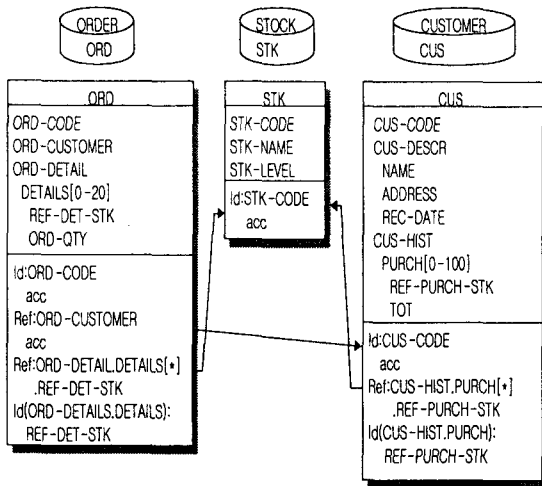 ORDER
ORD
STOCK
STK
CUSTOMER
CUS
ORD
ORD-CODE
ORD-CUSTOMER
ORD-DETAIL
DETAILS[0-20]
REF-DET-STK
ORD-QTY
Id:ORD-CODE
acc
Ref:ORD-CUSTOMER
acc
Ref:ORD-DETAIL.DETAILS[*]
.REF-DET-STK
Id(ORD-DETAILS.DETAILS):
REF-DET-STK
STK
STK-CODE
STK-NAME
STK-LEVEL
Id:STK-CODE
acc
CUS
CUS-CODE
CUS-DESCR
NAME
ADDRESS
REC-DATE
CUS-HIST
PURCH[0-100]
REF-PURCH-STK
TOT
Id:CUS-CODE
acc
Ref:CUS-HIST.PURCH[*]
.REF-PURCH-STK
Id(CUS-HIST.PURCH):
REF-PURCH-STK